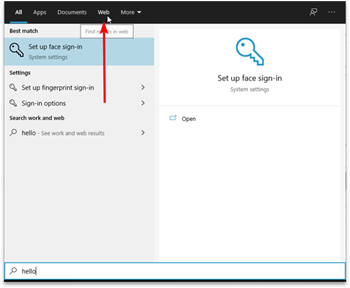 All Apps Documents Web More
Find results in web
Best match
Set up face sign-in
System settings
Settings
Set up fingerprint sign-in
Sign-in options
Search work and web
hello - See work and web results
Set up face sign-in
System settings
Open
hello